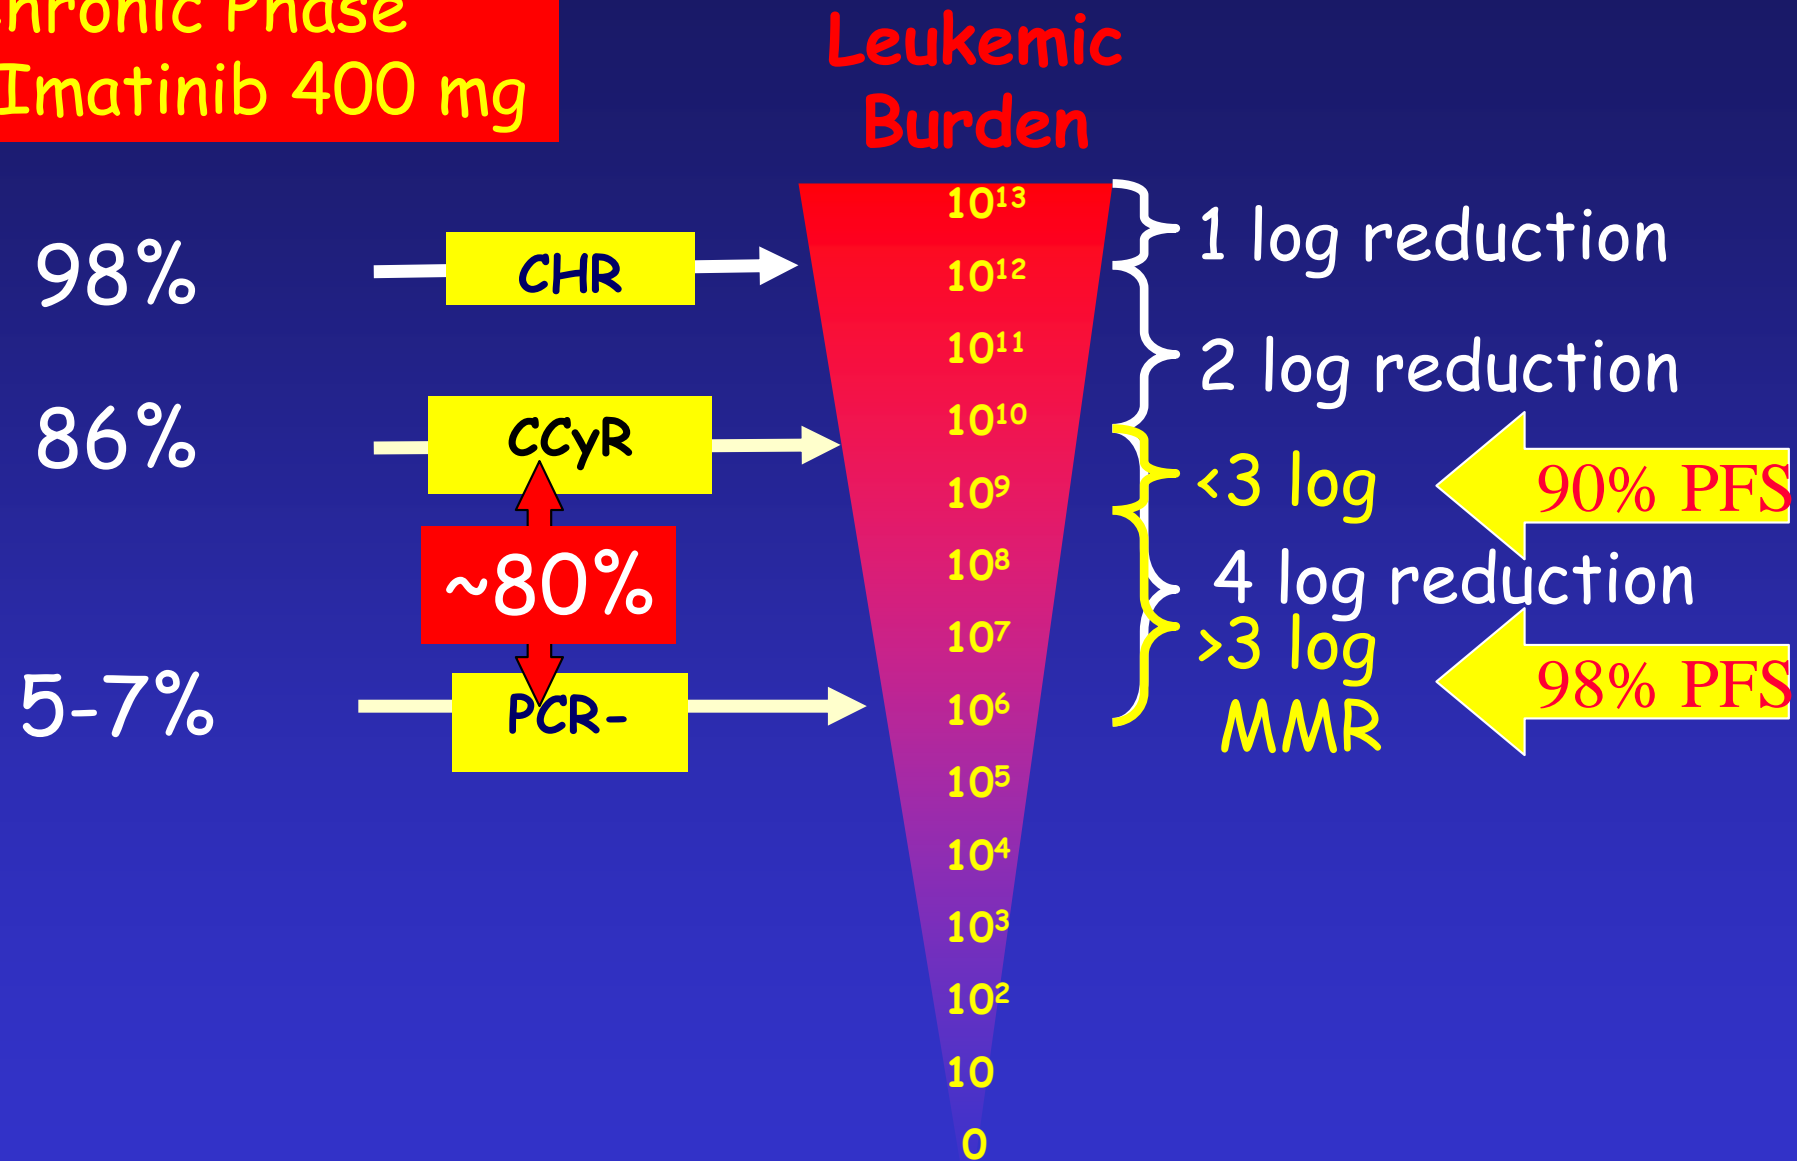 hronic Phase
Imatinib 400 mg
Leukemic
Burden
98%
CHR
86%
CCyR
~80%
5-7%
PCR-
10¹³
10¹²
10¹¹
10¹⁰
10⁹
10⁸
10⁷
10⁶
10⁵
10⁴
10³
10²
10
0
1 log reduction
2 log reduction
<3 log
90% PFS
4 log reduction
>3 log
MMR
98% PFS